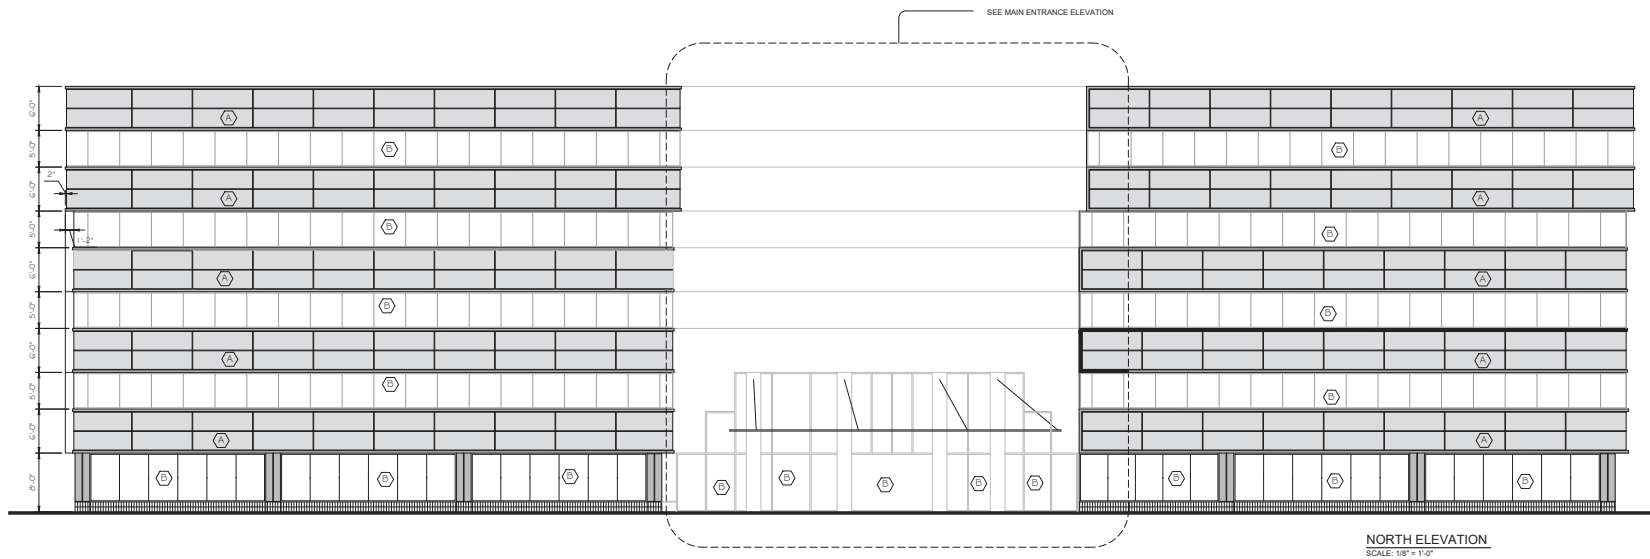 SEE MAIN ENTRANCE ELEVATION
6'-0"
A
A
5'-0"
B
B
6'-0"
2"
A
A
5'-0"
B
B
1'-2"
6'-0"
A
A
5'-0"
B
B
6'-0"
A
A
5'-0"
B
B
6'-0"
A
A
8'-0"
B
B
B
B
B
B
B
B
B
B
B
NORTH ELEVATION
SCALE: 1/8" = 1'-0"